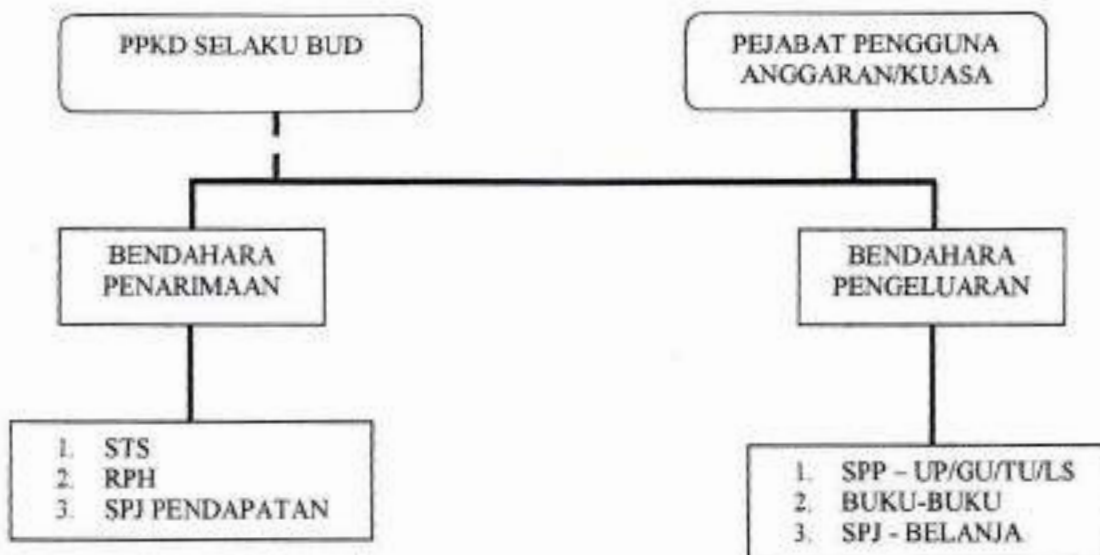 PPKD SELAKU BUD
PEJABAT PENGGUNA
ANGGARAN/KUASA
BENDAHARA
PENARIMAAN
BENDAHARA
PENGELUARAN
1. STS
2. RPH
3. SPJ PENDAPATAN
1. SPP – UP/GU/TU/LS
2. BUKU-BUKU
3. SPJ - BELANJA